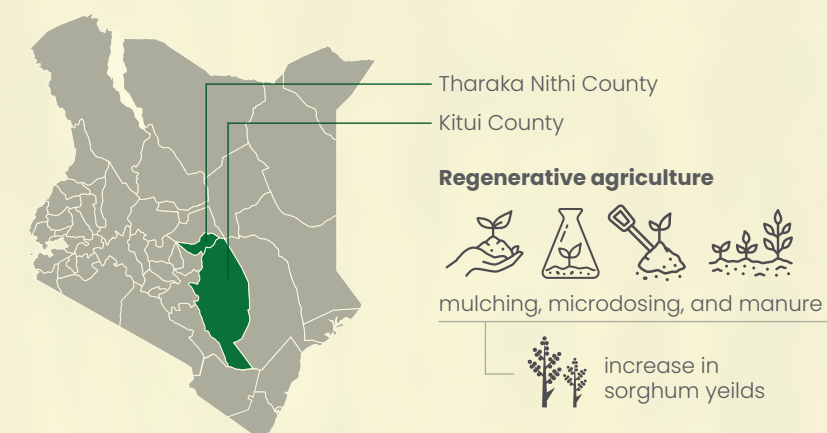 Tharaka Nithi County
Kitui County
Regenerative agriculture
mulching, microdosing, and manure
increase in
sorghum yeilds